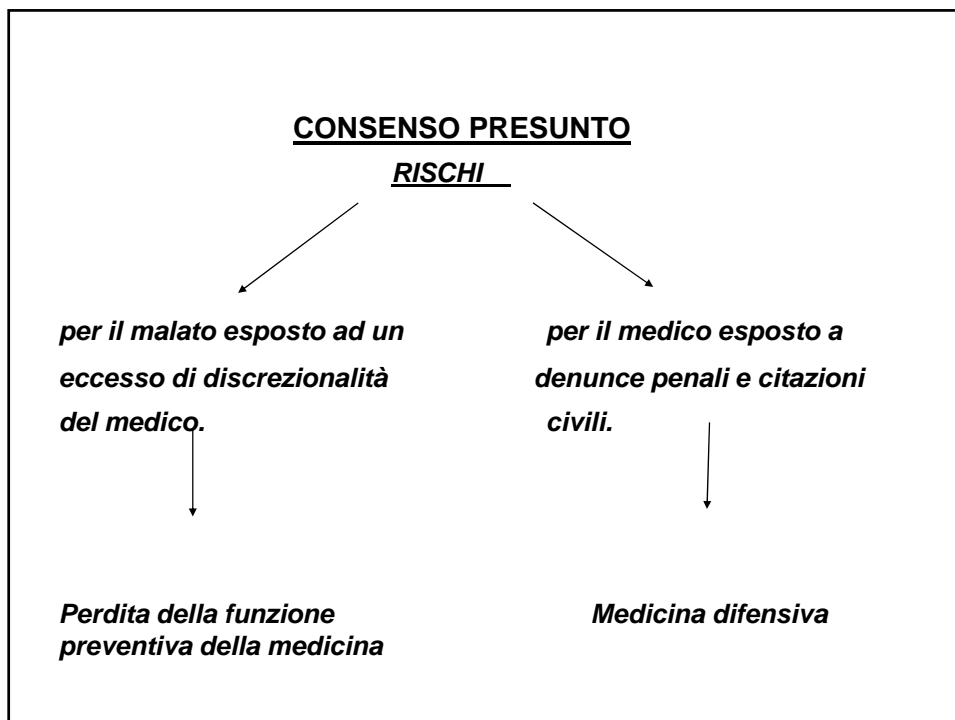 CONSENSO PRESUNTO
RISCHI
per il malato esposto ad un
eccesso di discrezionalità
del medico.
per il medico esposto a
denunce penali e citazioni
civili.
Perdita della funzione
preventiva della medicina
Medicina difensiva